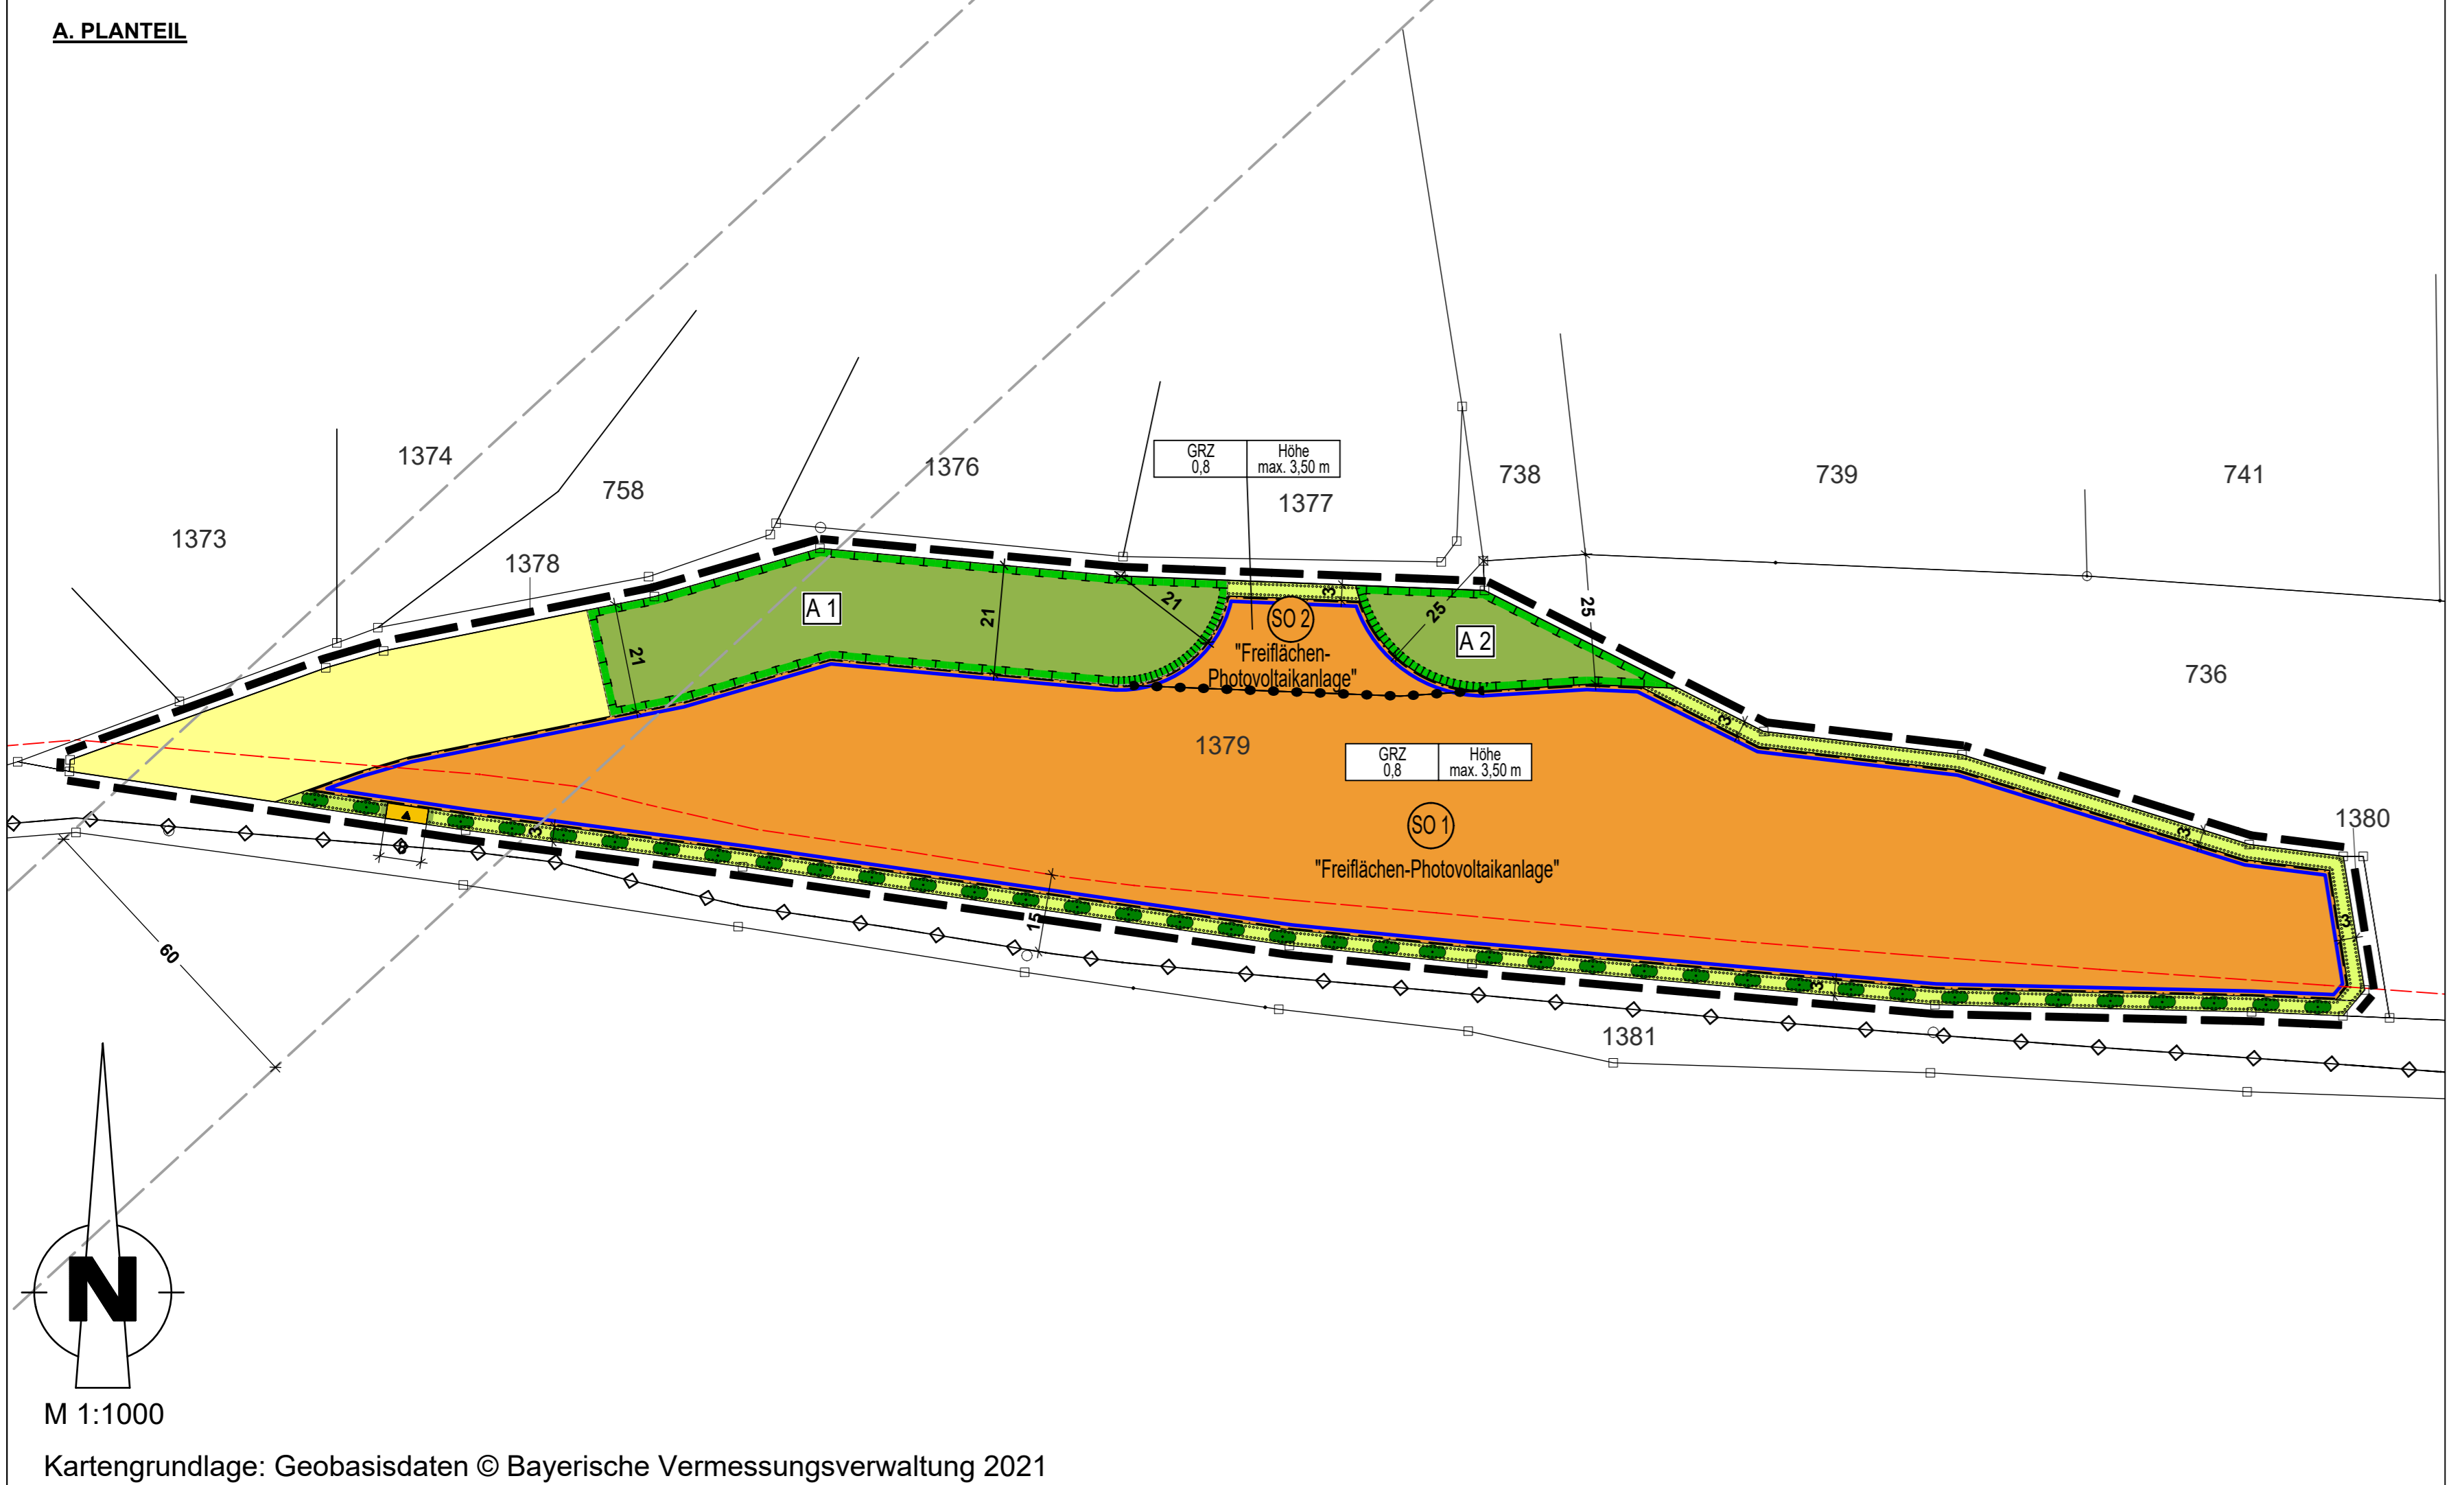 A. PLANTEIL
1374
758
1376
GRZ
0,8
Höhe
max. 3,50 m
1377
738
739
741
1373
1378
A 1
21
21
21
3
SO 2
"Freiflächen-
Photovoltaikanlage"
25
A 2
25
736
3
1379
GRZ
0,8
Höhe
max. 3,50 m
SO 1
"Freiflächen-Photovoltaikanlage"
3
1380
3
6
15
3
3
60
1381
N
M 1:1000
Kartengrundlage: Geobasisdaten © Bayerische Vermessungsverwaltung 2021